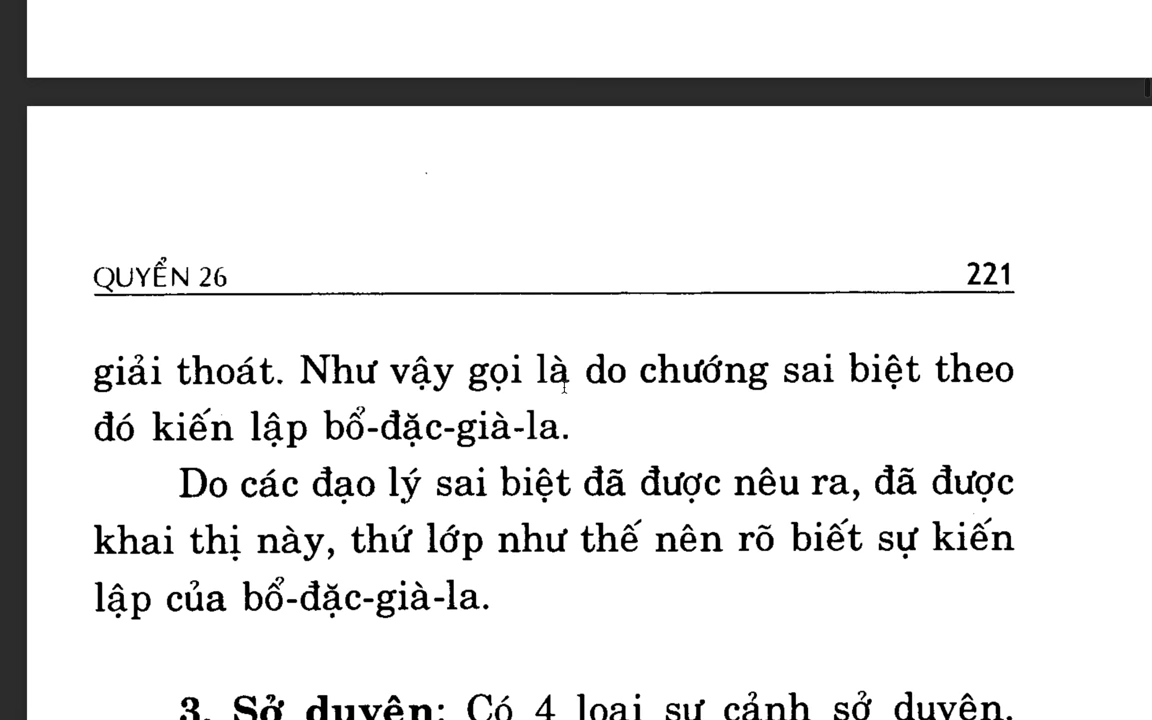 QUYỂN 26 221
giải thoát. Như vậy gọi là do chướng sai biệt theo
đó kiến lập bổ-đặc-già-la.
Do các đạo lý sai biệt đã được nêu ra, đã được
khai thị này, thứ lớp như thế nên rõ biết sự kiến
lập của bổ-đặc-già-la.
3. Sở duyên: Có 4 loại sự cảnh sở duyên.